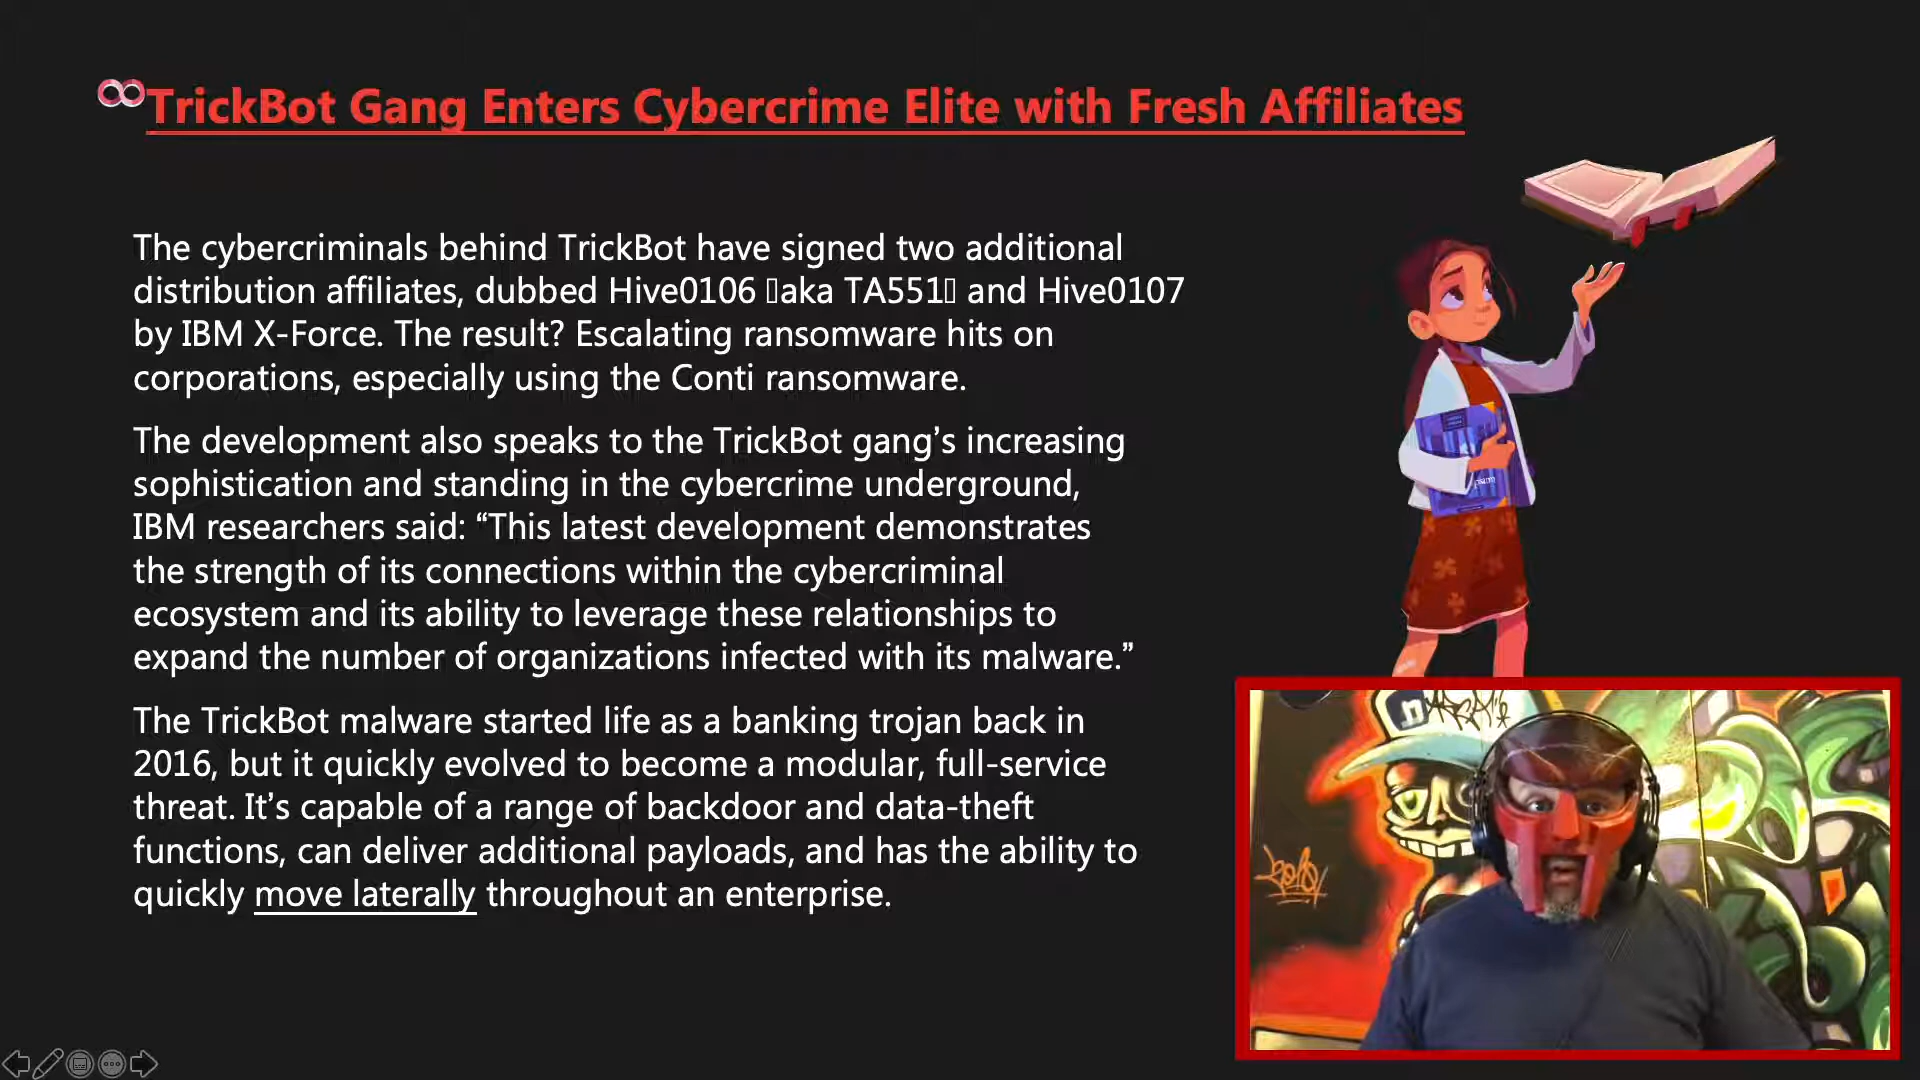 TrickBot Gang Enters Cybercrime Elite with Fresh Affiliates
The cybercriminals behind TrickBot have signed two additional
distribution affiliates, dubbed Hive0106 ▯aka TA551▯ and Hive0107
by IBM X-Force. The result? Escalating ransomware hits on
corporations, especially using the Conti ransomware.
The development also speaks to the TrickBot gang’s increasing
sophistication and standing in the cybercrime underground,
IBM researchers said: “This latest development demonstrates
the strength of its connections within the cybercriminal
ecosystem and its ability to leverage these relationships to
expand the number of organizations infected with its malware.”
The TrickBot malware started life as a banking trojan back in
2016, but it quickly evolved to become a modular, full-service
threat. It’s capable of a range of backdoor and data-theft
functions, can deliver additional payloads, and has the ability to
quickly move laterally throughout an enterprise.